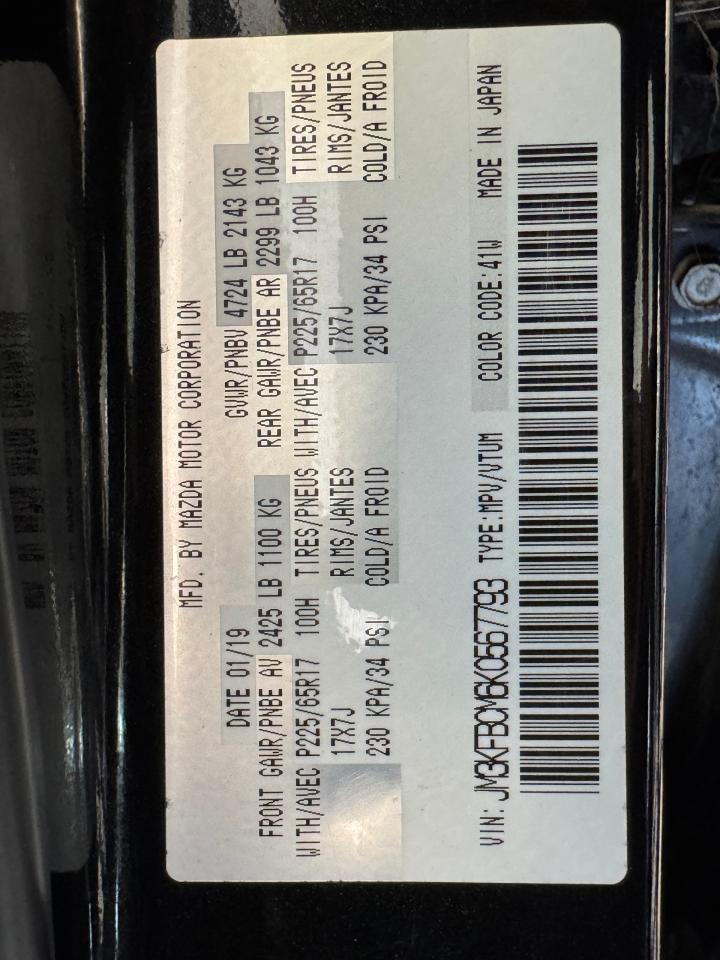 MFD. BY MAZDA MOTOR CORPORATION
DATE 01/19 GVWR/PNBV 4724 LB 2143 KG
FRONT GAWR/PNBE AV 2425 LB 1100 KG REAR GAWR/PNBE AR 2299 LB 1043 KG
WITH/AVEC P225/65R17 100H TIRES/PNEUS WITH/AVEC P225/65R17 100H TIRES/PNEUS
17X7J RIMS/JANTES 17X7J RIMS/JANTES
230 KPA/34 PSI COLD/A FROID 230 KPA/34 PSI COLD/A FROID
VIN: JM3KFBCM3K0567793 TYPE:MPV/VTUM COLOR CODE:41W MADE IN JAPAN